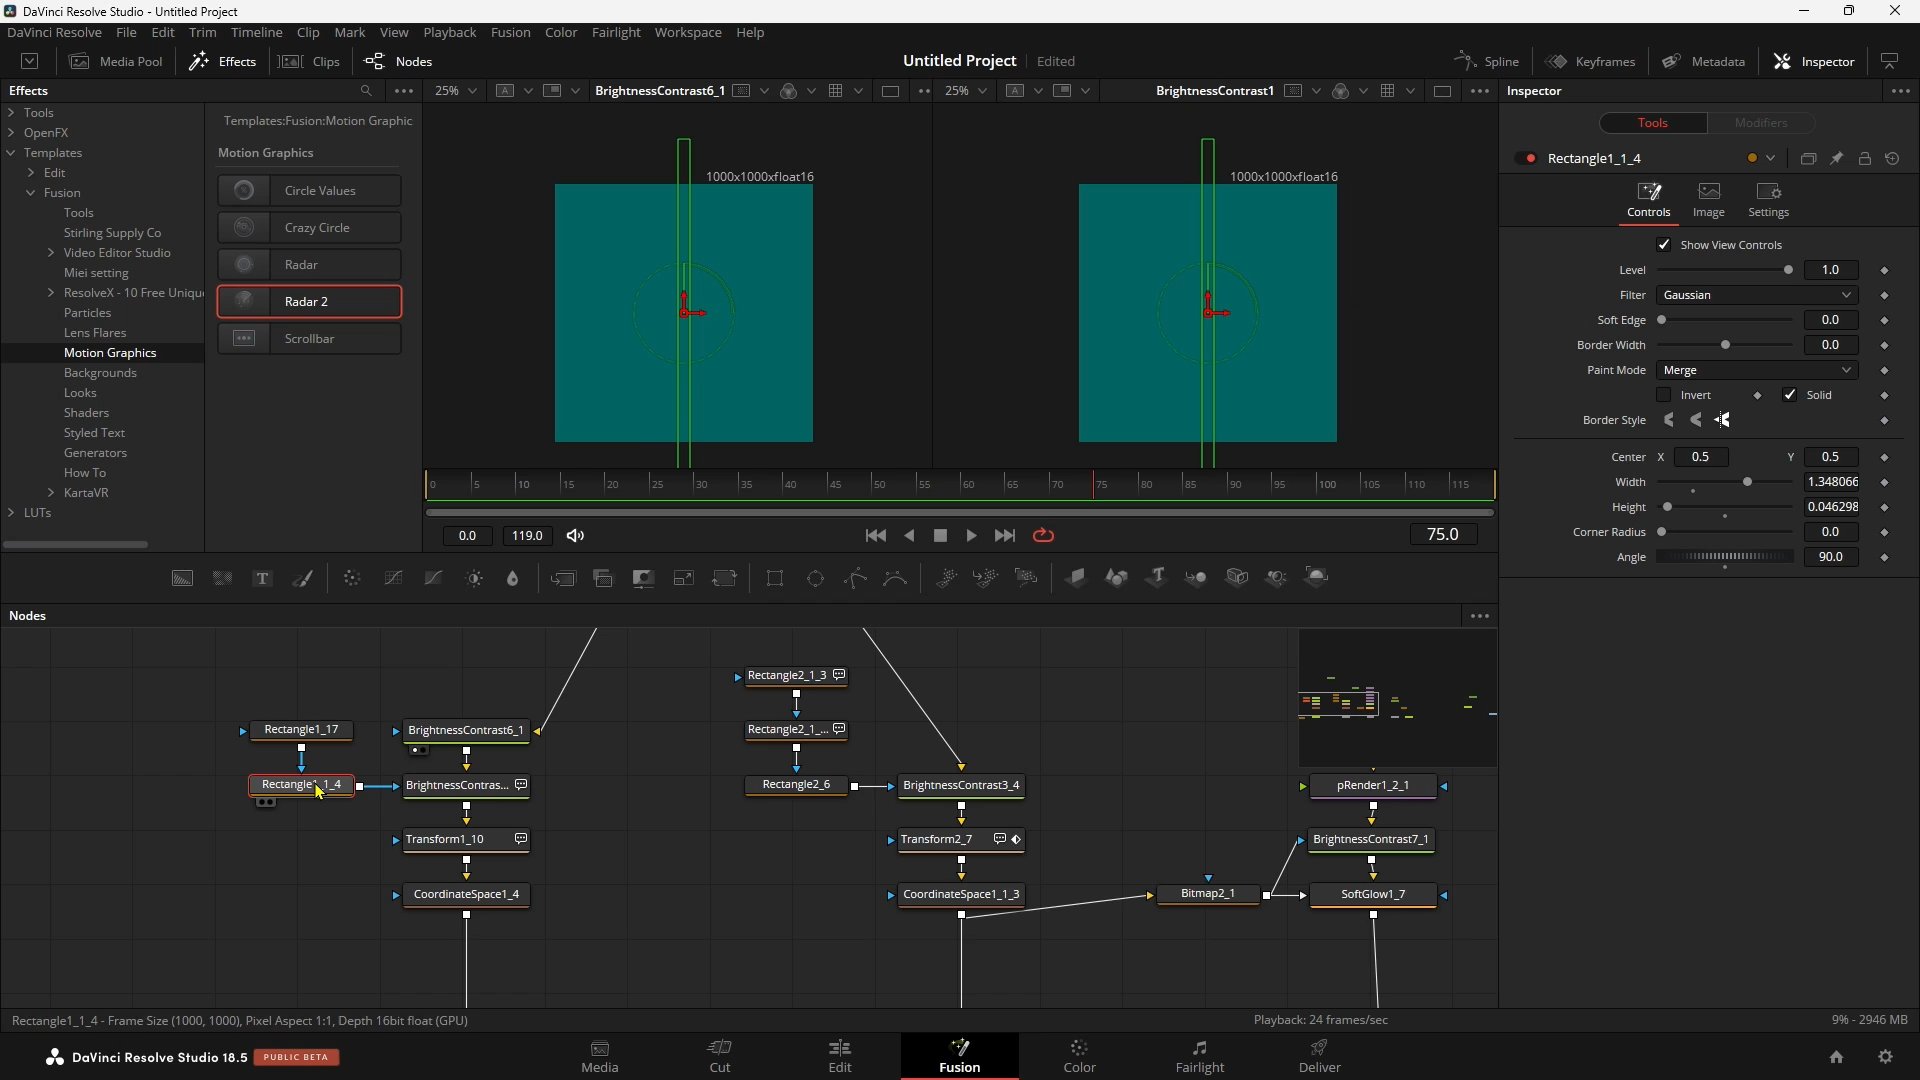 DaVinci Resolve Studio - Untitled Project
DaVinci Resolve File Edit Trim Timeline Clip Mark View Playback Fusion Color Fairlight Workspace Help
Media Pool Effects Clips Nodes Untitled Project Edited Spline Keyframes Metadata Inspector
Effects 25% A BrightnessContrast6_1 25% A BrightnessContrast1 Inspector
Tools
OpenFX
Templates
Edit
Fusion
Tools
Stirling Supply Co
Video Editor Studio
Miei setting
ResolveX - 10 Free Uniqu
Particles
Lens Flares
Motion Graphics
Backgrounds
Looks
Shaders
Styled Text
Generators
How To
KartaVR
LUTs
Templates:Fusion:Motion Graphic
Motion Graphics
Circle Values
Crazy Circle
Radar
Radar 2
Scrollbar
1000x1000xfloat16
1000x1000xfloat16
0 5 10 15 20 25 30 35 40 45 50 55 60 65 70 75 80 85 90 95 100 105 110 115
0.0 119.0 75.0
Tools Modifiers
Rectangle1_1_4
Controls Image Settings
Show View Controls
Level 1.0
Filter Gaussian
Soft Edge 0.0
Border Width 0.0
Paint Mode Merge
Invert Solid
Border Style
Center X 0.5 Y 0.5
Width 1.348066
Height 0.046298
Corner Radius 0.0
Angle 90.0
T T
Nodes
Rectangle2_1_3
Rectangle1_17 BrightnessContrast6_1 Rectangle2_1_...
Rectangle1_1_4 BrightnessContras... Rectangle2_6 BrightnessContrast3_4 pRender1_2_1
Transform1_10 Transform2_7 BrightnessContrast7_1
CoordinateSpace1_4 CoordinateSpace1_1_3 Bitmap2_1 SoftGlow1_7
Rectangle1_1_4 - Frame Size (1000, 1000), Pixel Aspect 1:1, Depth 16bit float (GPU) Playback: 24 frames/sec 9% - 2946 MB
DaVinci Resolve Studio 18.5 PUBLIC BETA Media Cut Edit Fusion Color Fairlight Deliver